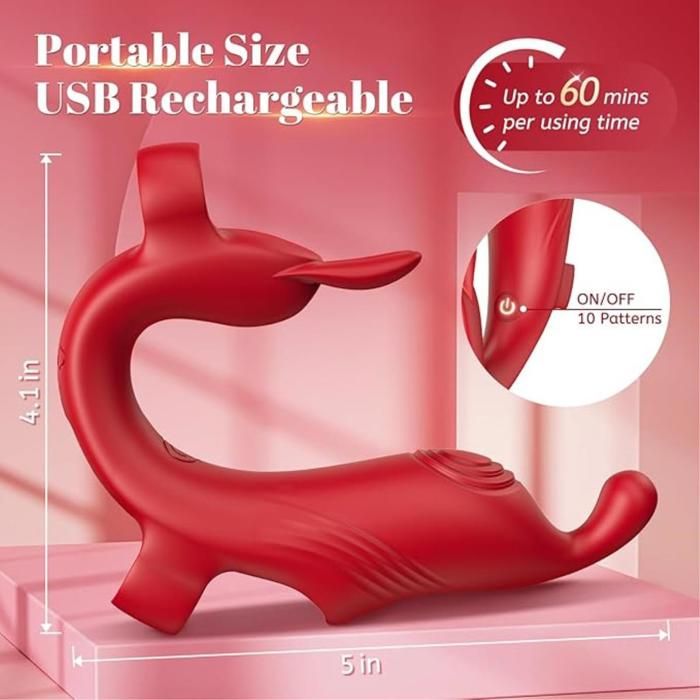 Portable Size
USB Rechargeable
Up to 60 mins
per using time
ON/OFF
10 Patterns
4.1 in
5 in